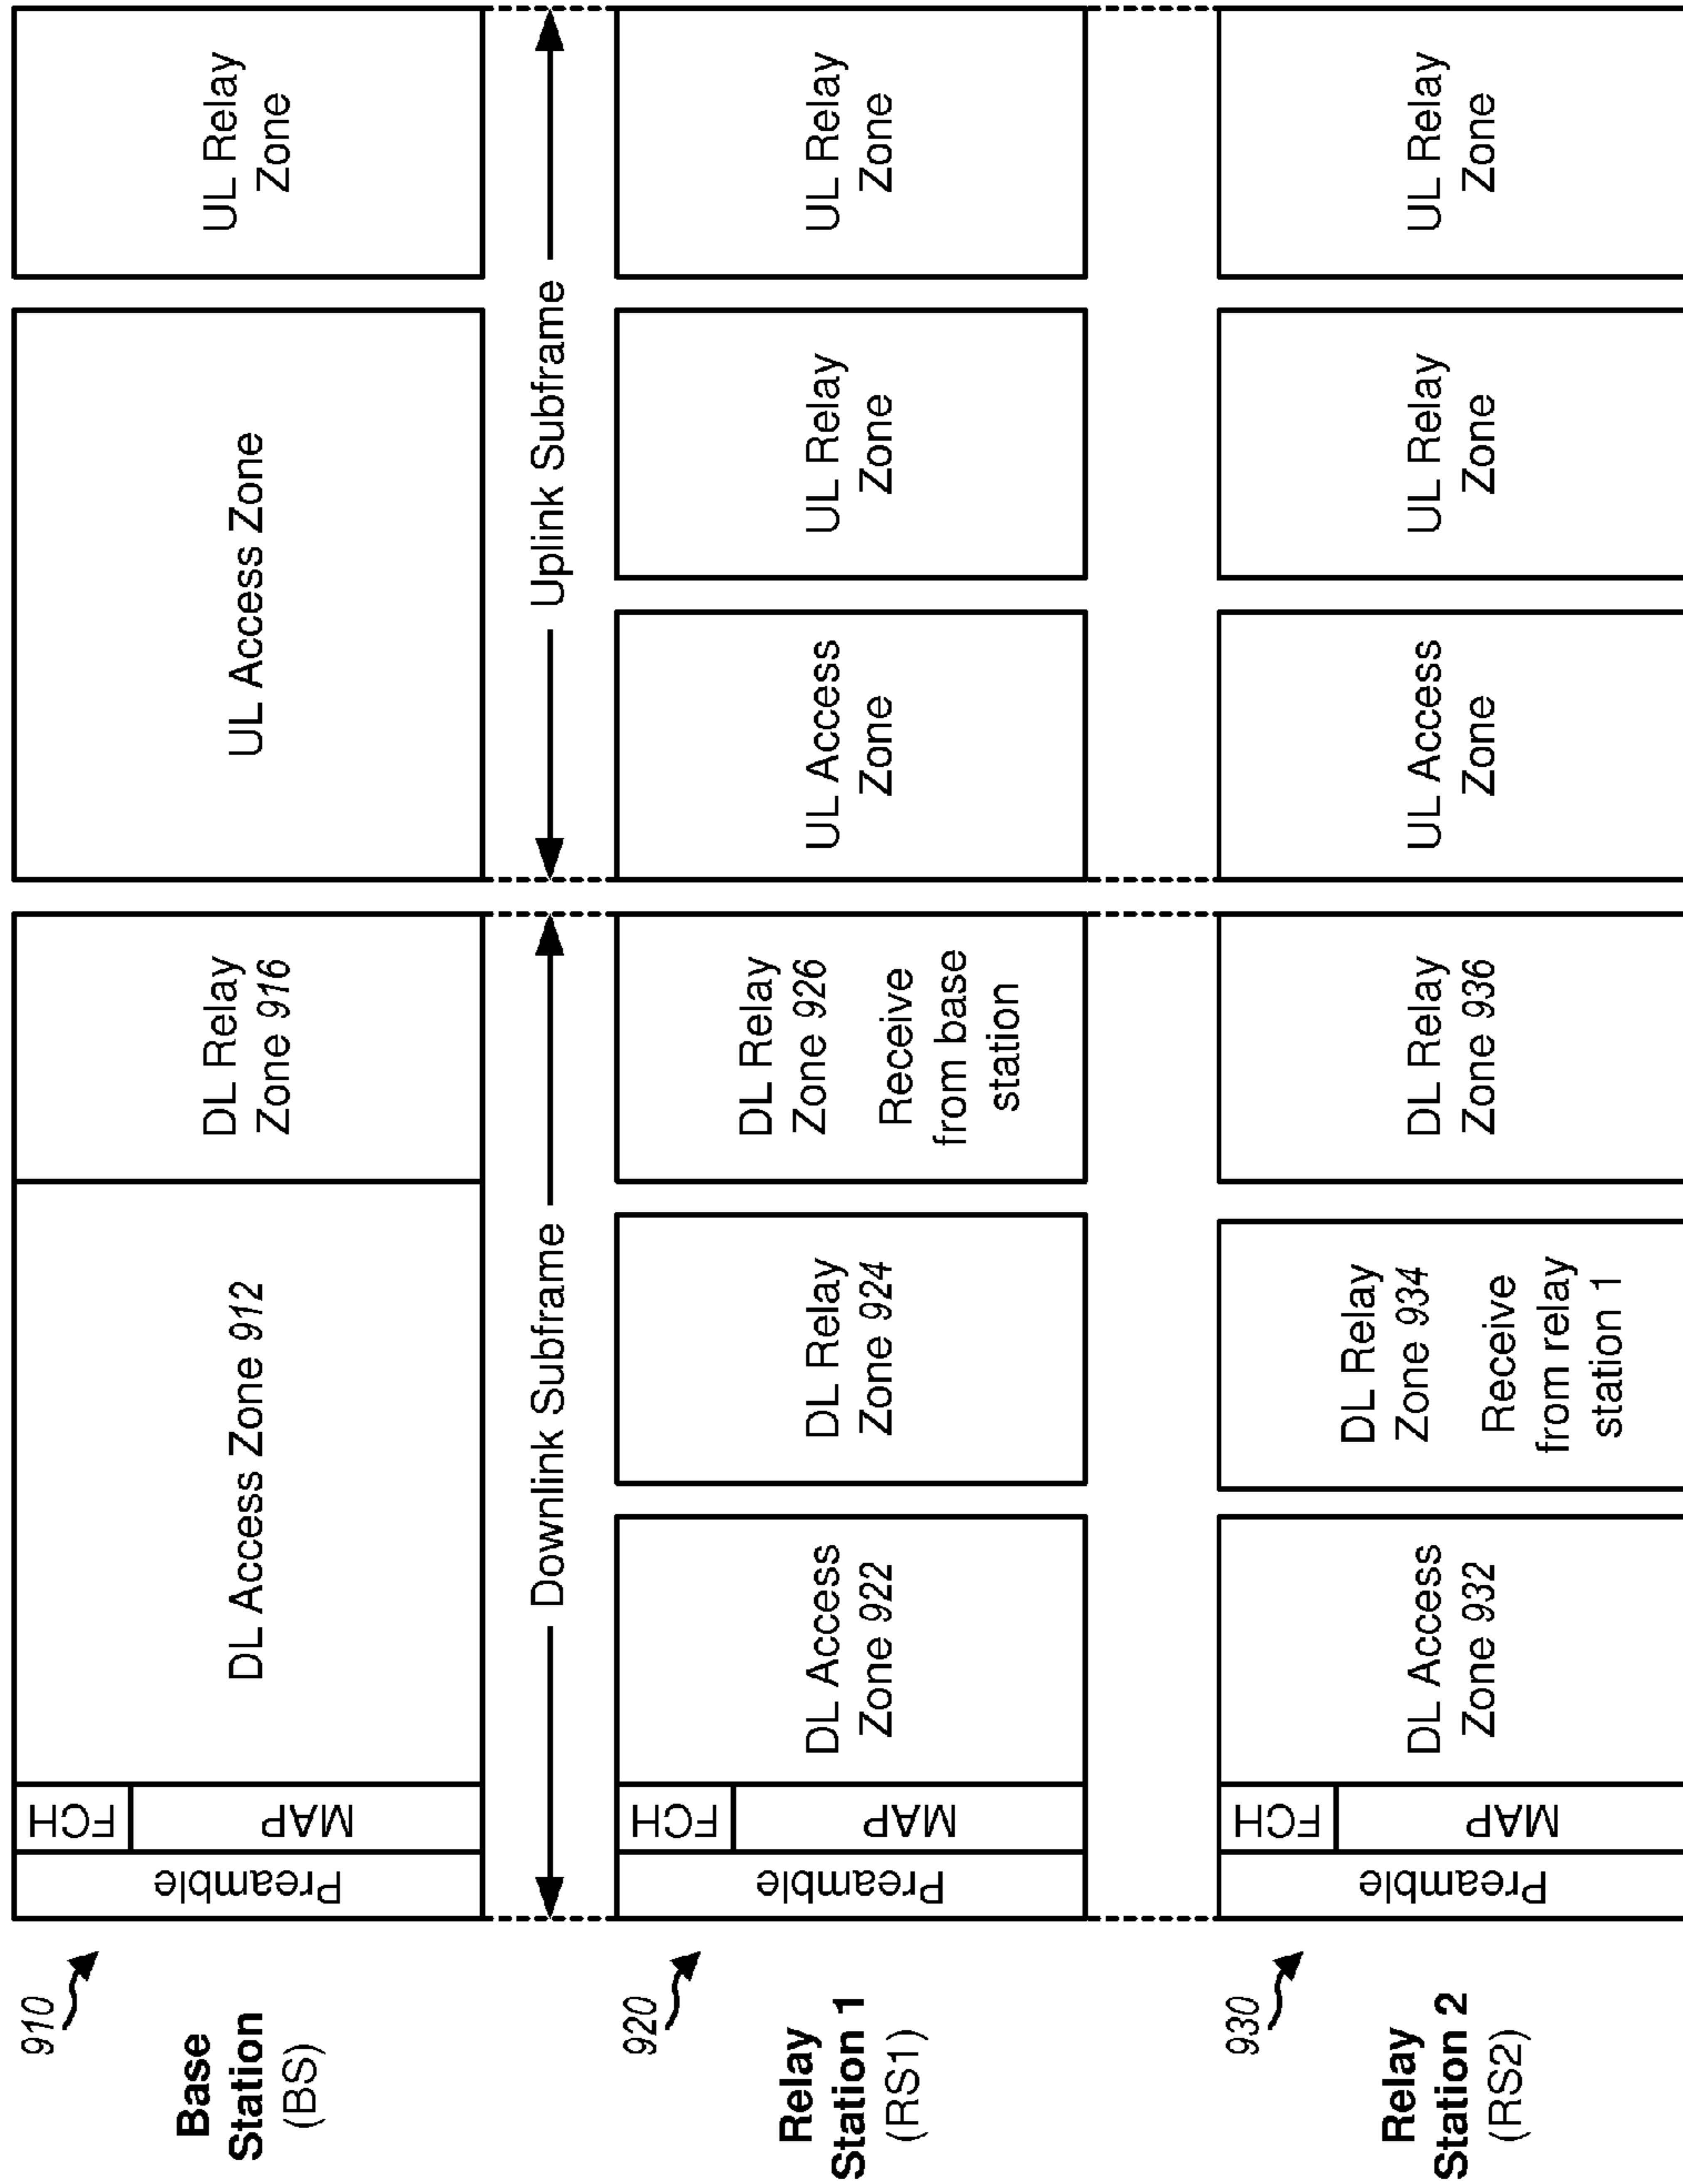 910
Base
Station
(BS)
Preamble
FCH
MAP
DL Access Zone 912
DL Relay
Zone 916
UL Access Zone
UL Relay
Zone
Downlink Subframe
Uplink Subframe
920
Relay
Station 1
(RS1)
Preamble
FCH
MAP
DL Access
Zone 922
DL Relay
Zone 924
DL Relay
Zone 926
Receive
from base
station
UL Access
Zone
UL Relay
Zone
UL Relay
Zone
930
Relay
Station 2
(RS2)
Preamble
FCH
MAP
DL Access
Zone 932
DL Relay
Zone 934
Receive
from relay
station 1
DL Relay
Zone 936
UL Access
Zone
UL Relay
Zone
UL Relay
Zone